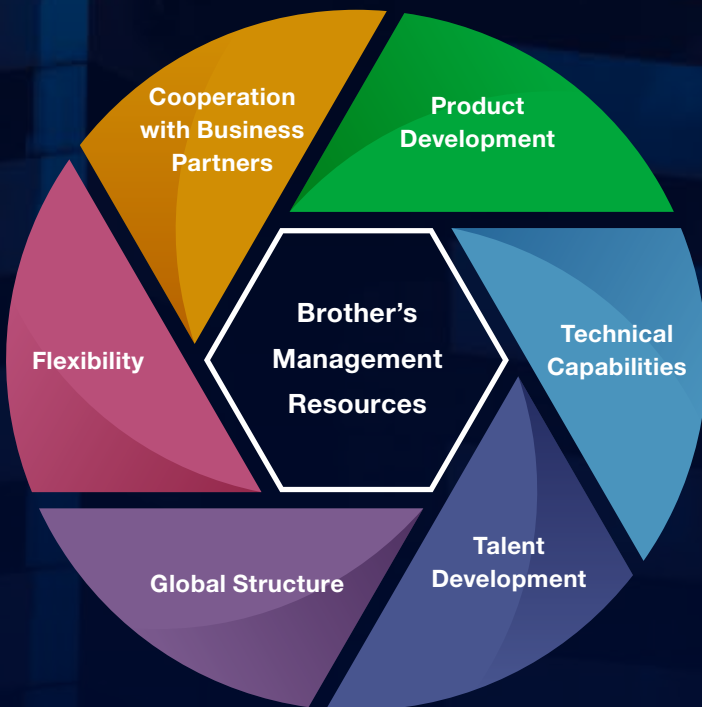 Cooperation
with Business
Partners
Product
Development
Brother’s
Management
Resources
Technical
Capabilities
Flexibility
Talent
Development
Global Structure